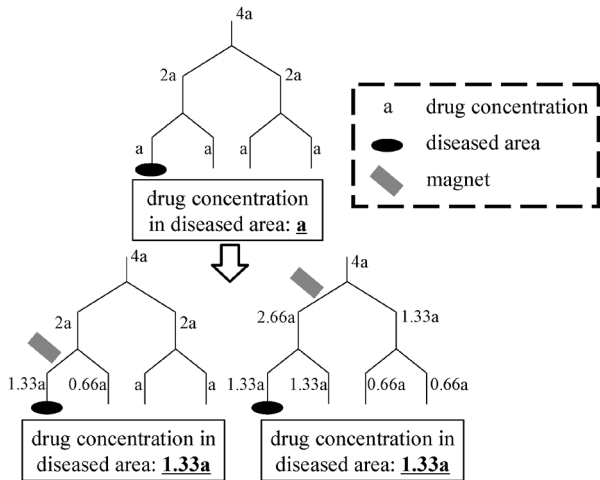 4a
2a 2a
a a a a
drug concentration
in diseased area: a
a drug concentration
diseased area
magnet
4a
2a 2a
1.33a 0.66a a a
drug concentration in
diseased area: 1.33a
4a
2.66a 1.33a
1.33a 1.33a 0.66a 0.66a
drug concentration in
diseased area: 1.33a